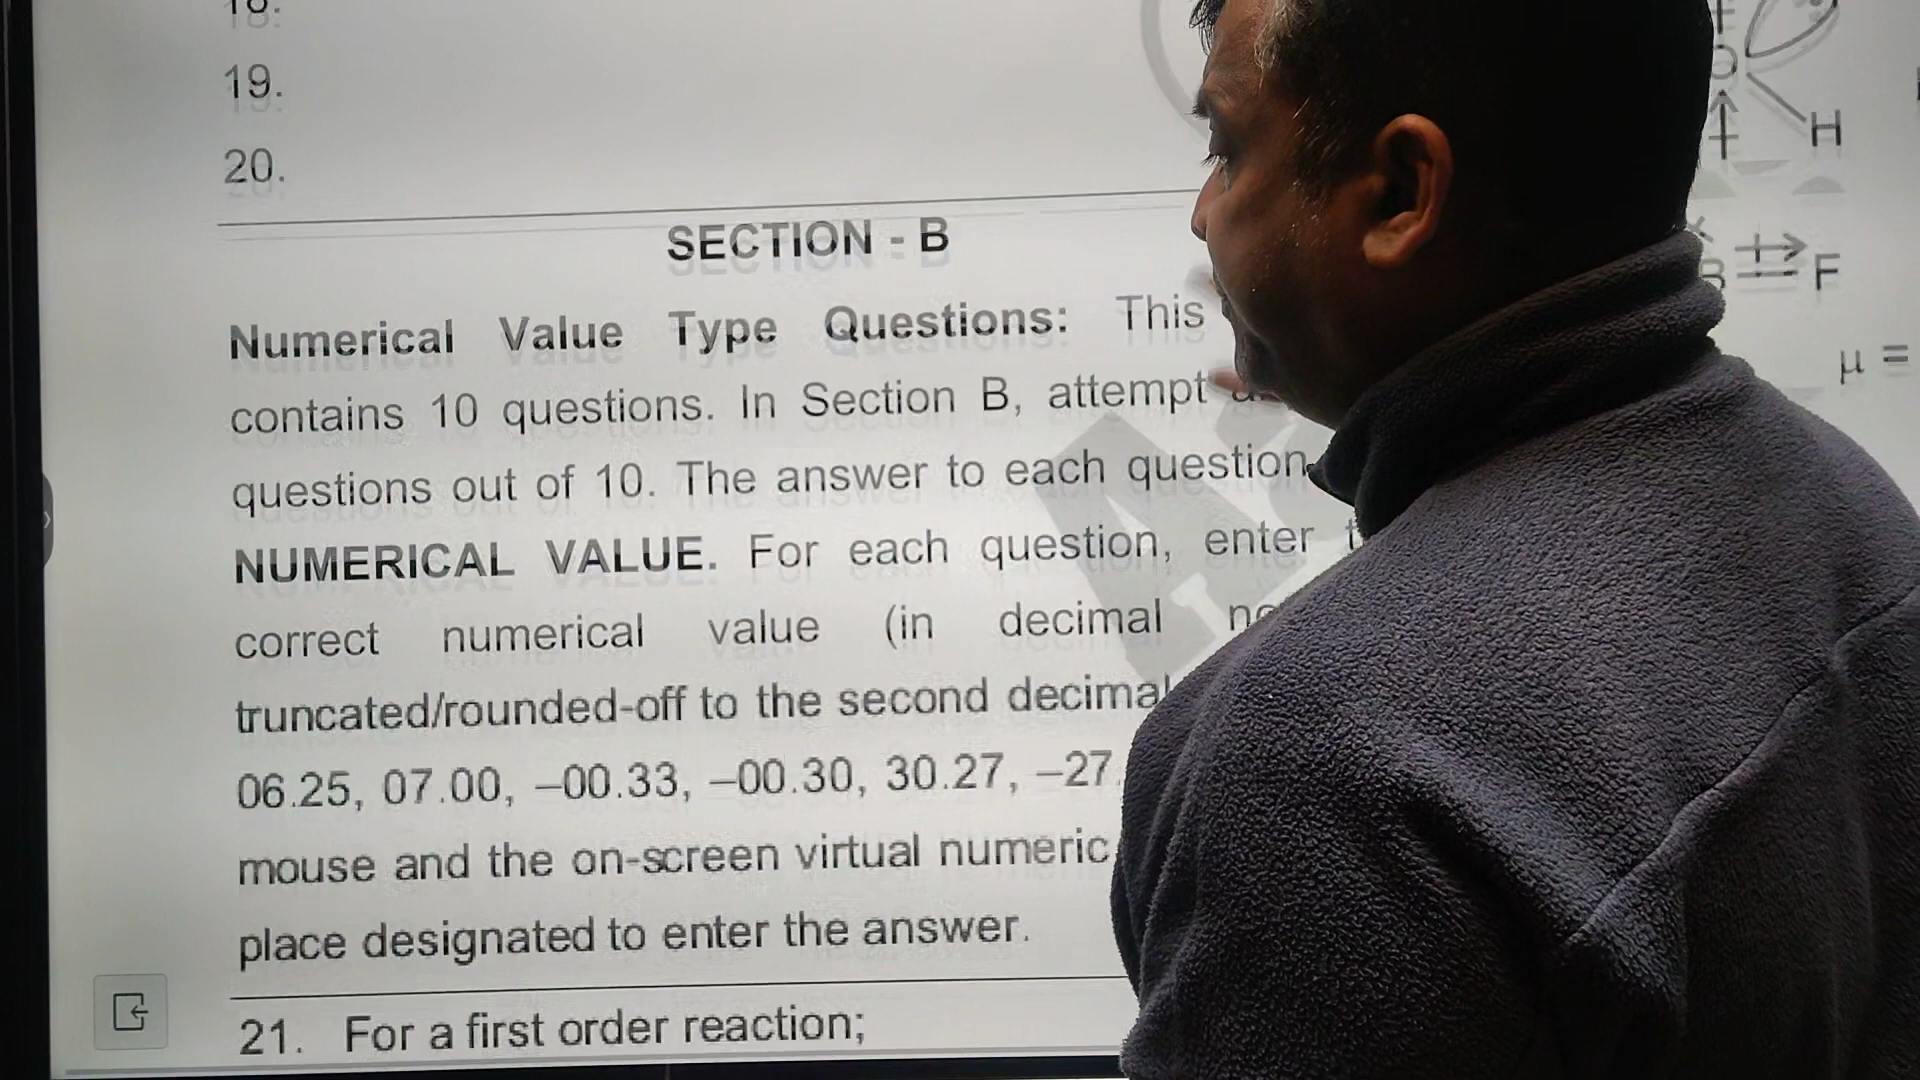 18.
19.
20.
SECTION - B
Numerical Value Type Questions: This
contains 10 questions. In Section B, attempt
questions out of 10. The answer to each question
NUMERICAL VALUE. For each question, enter
correct numerical value (in decimal
truncated/rounded-off to the second decimal
06.25, 07.00, –00.33, –00.30, 30.27, –27.
mouse and the on-screen virtual numeric
place designated to enter the answer.
21. For a first order reaction;
H
F
μ =